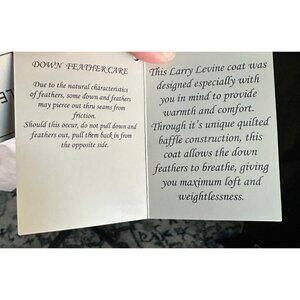 DOWN FEATHER CARE
Due to the natural characteristics
of feathers, some down and feathers
may pierce out thru seams from
friction.
Should this occur, do not pull down and
feathers out, pull them back in from
the opposite side.
This Larry Levine coat was
designed especially with
you in mind to provide
warmth and comfort.
Through it's unique quilted
baffle construction, this
coat allows the down
feathers to breathe, giving
you maximum loft and
weightlessness.